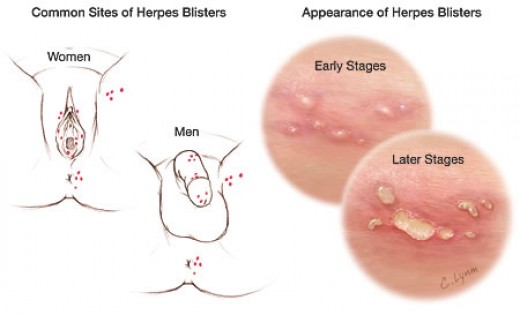 Common Sites of Herpes Blisters
Women
Men
Appearance of Herpes Blisters
Early Stages
Later Stages
C. Lynm